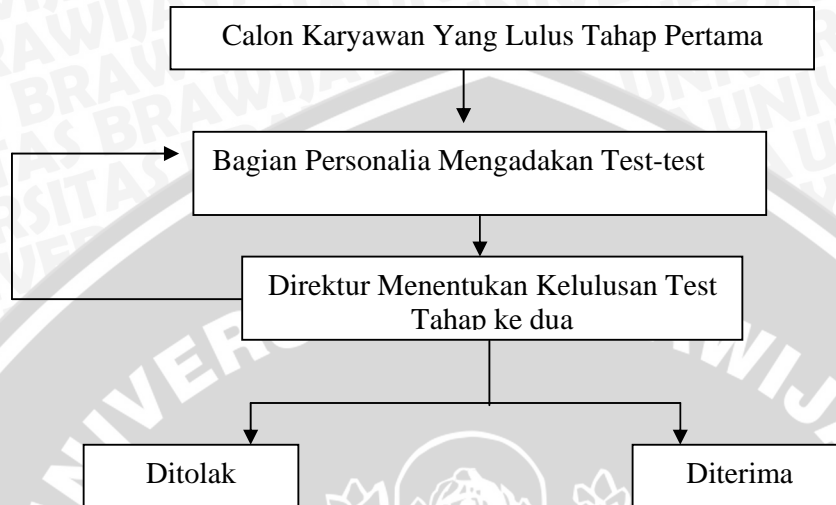 Calon Karyawan Yang Lulus Tahap Pertama
Bagian Personalia Mengadakan Test-test
Direktur Menentukan Kelulusan Test
Tahap ke dua
Ditolak
Diterima